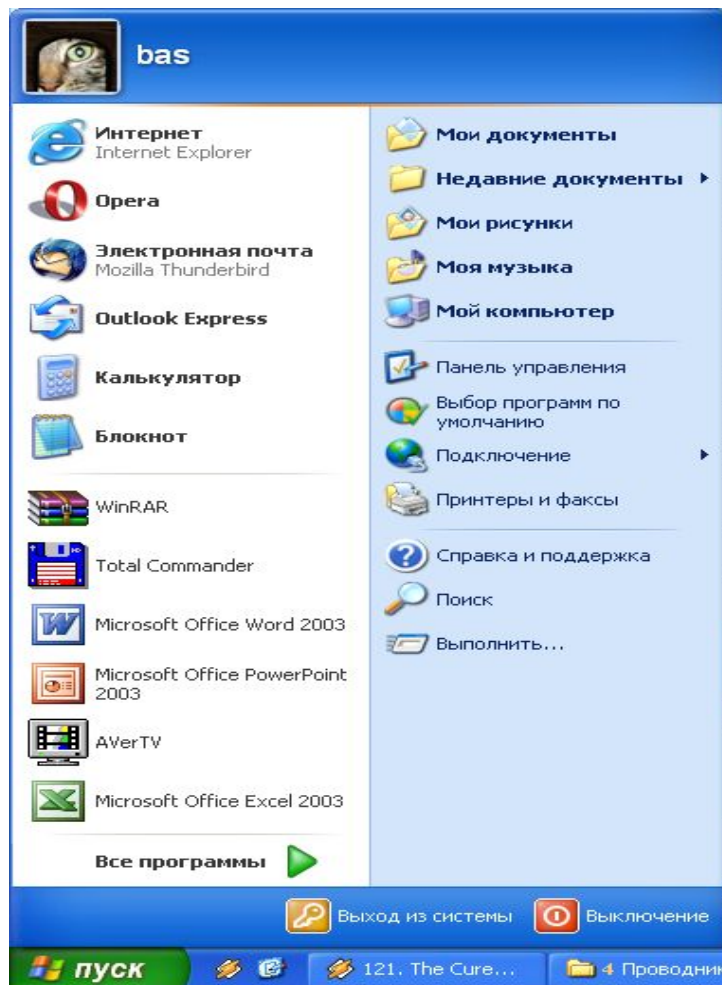 bas
Интернет
Internet Explorer
Opera
Электронная почта
Mozilla Thunderbird
Outlook Express
Калькулятор
Блокнот
WinRAR
Total Commander
Microsoft Office Word 2003
Microsoft Office PowerPoint
2003
AVerTV
Microsoft Office Excel 2003
Все программы
Мои документы
Недавние документы
Мои рисунки
Моя музыка
Мой компьютер
Панель управления
Выбор программ по
умолчанию
Подключение
Принтеры и факсы
Справка и поддержка
Поиск
Выполнить...
Выход из системы
Выключение
пуск
121. The Cure...
4 Проводник